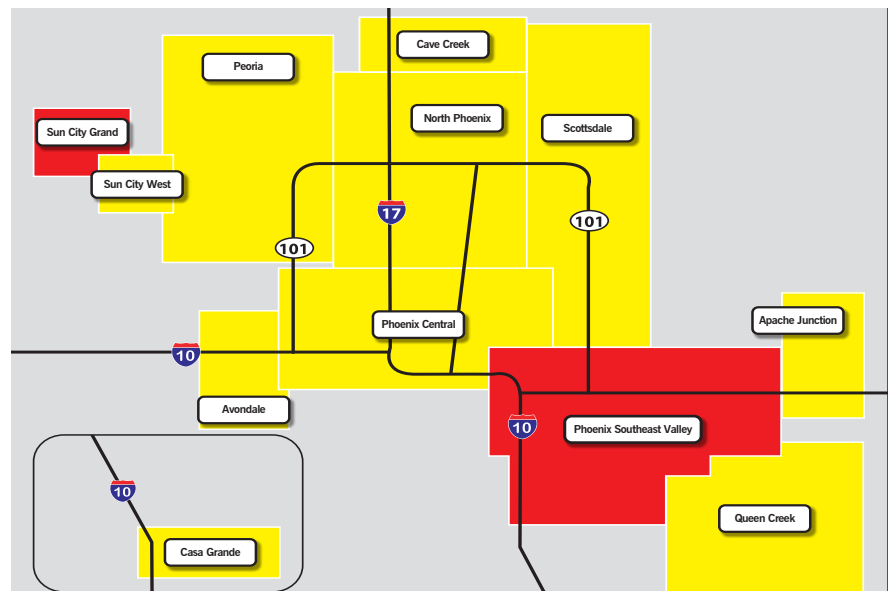 Cave Creek
Peoria
North Phoenix
Scottsdale
Sun City Grand
Sun City West
17
101
101
Phoenix Central
Apache Junction
10
Avondale
10
Phoenix Southeast Valley
10
Queen Creek
Casa Grande